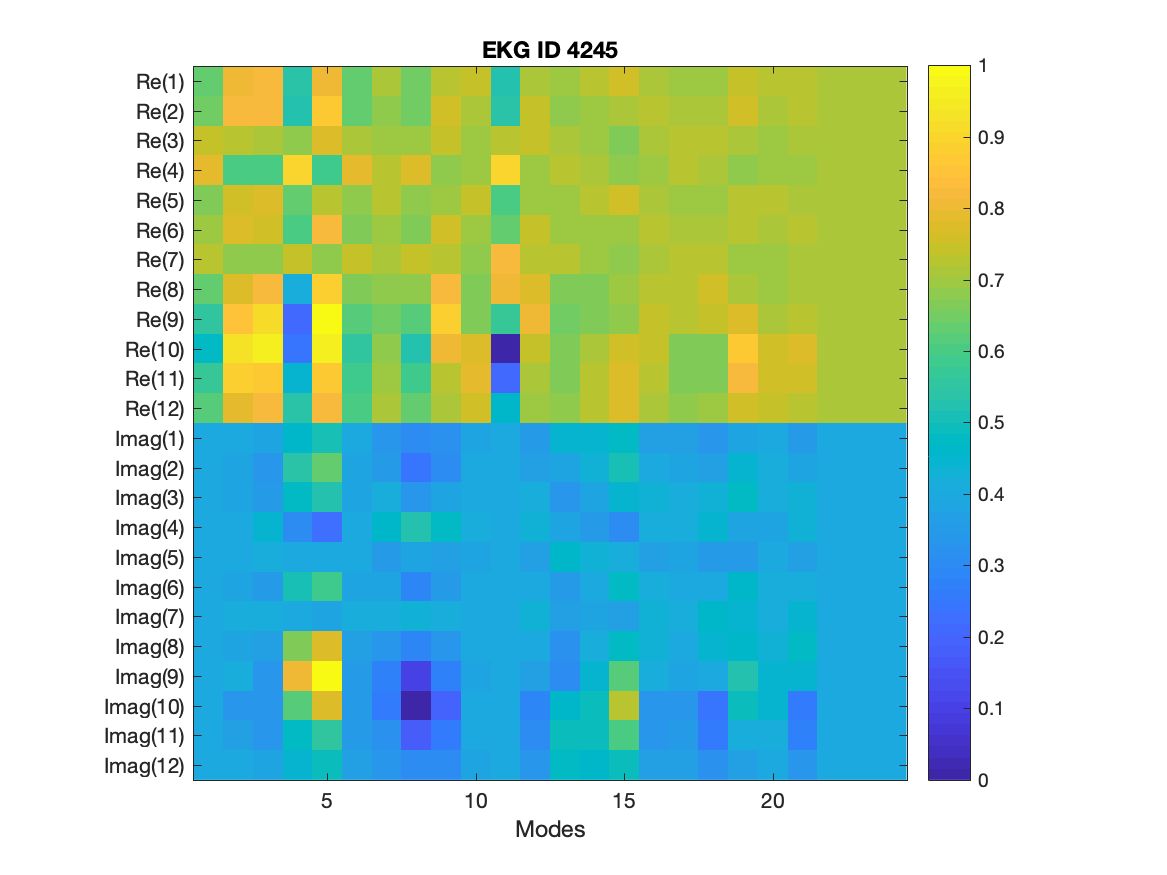 EKG ID 4245
Re(1)
Re(2)
Re(3)
Re(4)
Re(5)
Re(6)
Re(7)
Re(8)
Re(9)
Re(10)
Re(11)
Re(12)
Imag(1)
Imag(2)
Imag(3)
Imag(4)
Imag(5)
Imag(6)
Imag(7)
Imag(8)
Imag(9)
Imag(10)
Imag(11)
Imag(12)
5 10 15 20
Modes
1
0.9
0.8
0.7
0.6
0.5
0.4
0.3
0.2
0.1
0